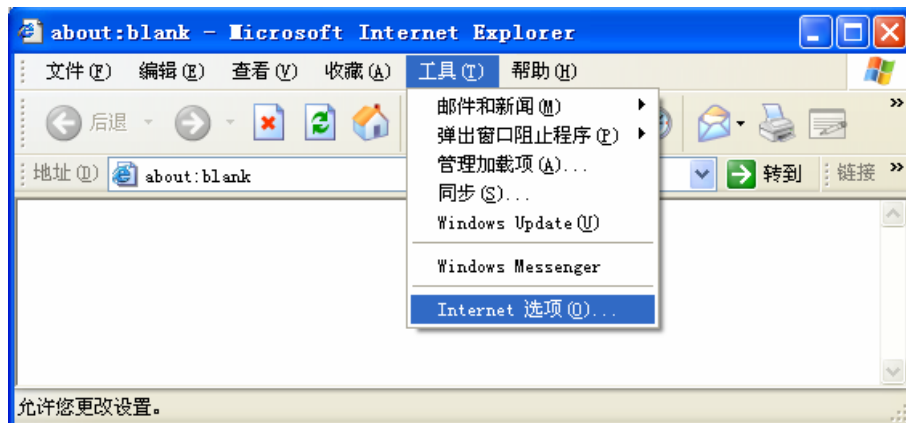 about:blank - Microsoft Internet Explorer
文件(F) 编辑(E) 查看(V) 收藏(A) 工具(T) 帮助(H)
后退
地址(D) about:blank 转到 链接
邮件和新闻(M)
弹出窗口阻止程序(P)
管理加载项(A)...
同步(S)...
Windows Update(U)
Windows Messenger
Internet 选项(O)...
允许您更改设置。